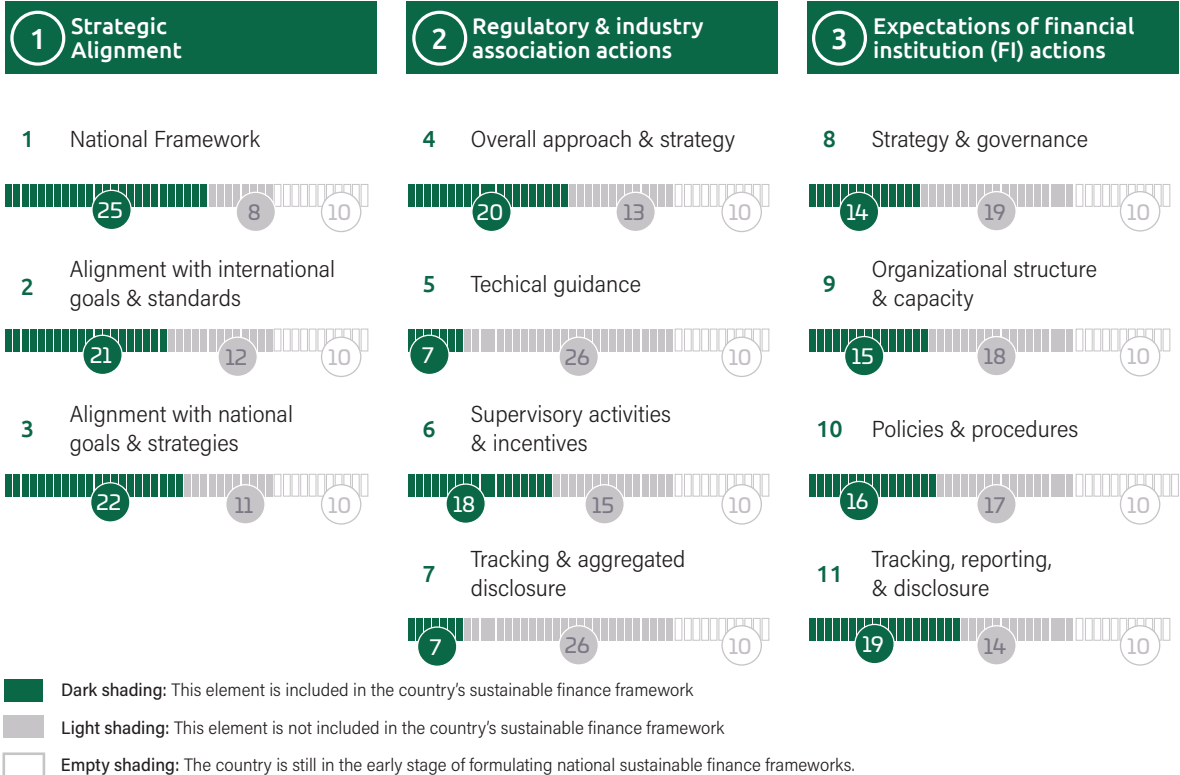 1
Strategic
Alignment
1 National Framework
25 8 10
2 Alignment with international
goals & standards
21 12 10
3 Alignment with national
goals & strategies
22 11 10
2
Regulatory & industry
association actions
4 Overall approach & strategy
20 13 10
5 Techical guidance
7 26 10
6 Supervisory activities
& incentives
18 15 10
7 Tracking & aggregated
disclosure
7 26 10
3
Expectations of financial
institution (FI) actions
8 Strategy & governance
14 19 10
9 Organizational structure
& capacity
15 18 10
10 Policies & procedures
16 17 10
11 Tracking, reporting,
& disclosure
19 14 10
Dark shading: This element is included in the country's sustainable finance framework
Light shading: This element is not included in the country's sustainable finance framework
Empty shading: The country is still in the early stage of formulating national sustainable finance frameworks.